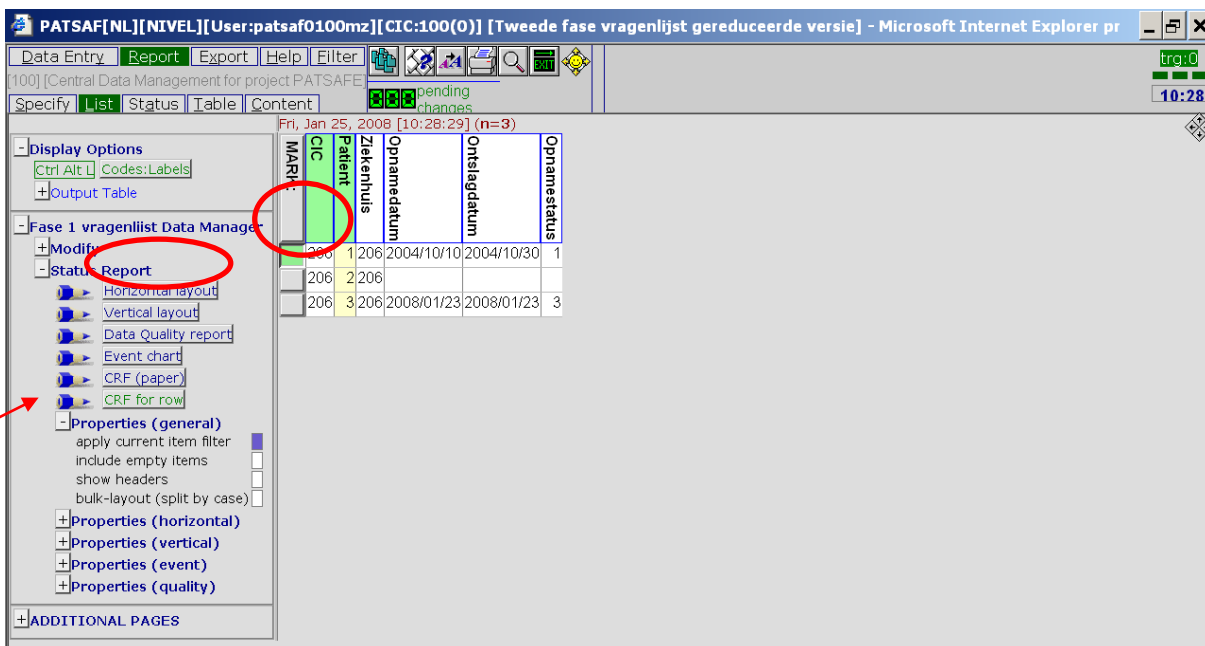 PATSAF[NL][NIVEL][User:patsaf0100mz][CIC:100(0)] [Tweede fase vragenlijst gereduceerde versie] - Microsoft Internet Explorer pr
Data Entry Report Export Help Filter
EXIT
trg:0
[100] [Central Data Management for project PATSAFE]
888 pending changes
10:28
Specify List Status Table Content
Fri, Jan 25, 2008 [10:28:29] (n=3)
MARK: CIC Patient Ziekenhuis Opnamedatum Ontslagdatum Opnamestatus
206 1 206 2004/10/10 2004/10/30 1
206 2 206
206 3 206 2008/01/23 2008/01/23 3
-Display Options
Ctrl Alt L Codes:Labels
+Output Table
-Fase 1 vragenlijst Data Manager
+Modify
-Status Report
Horizontal layout
Vertical layout
Data Quality report
Event chart
CRF (paper)
CRF for row
-Properties (general)
apply current item filter
include empty items
show headers
bulk-layout (split by case)
+Properties (horizontal)
+Properties (vertical)
+Properties (event)
+Properties (quality)
+ADDITIONAL PAGES